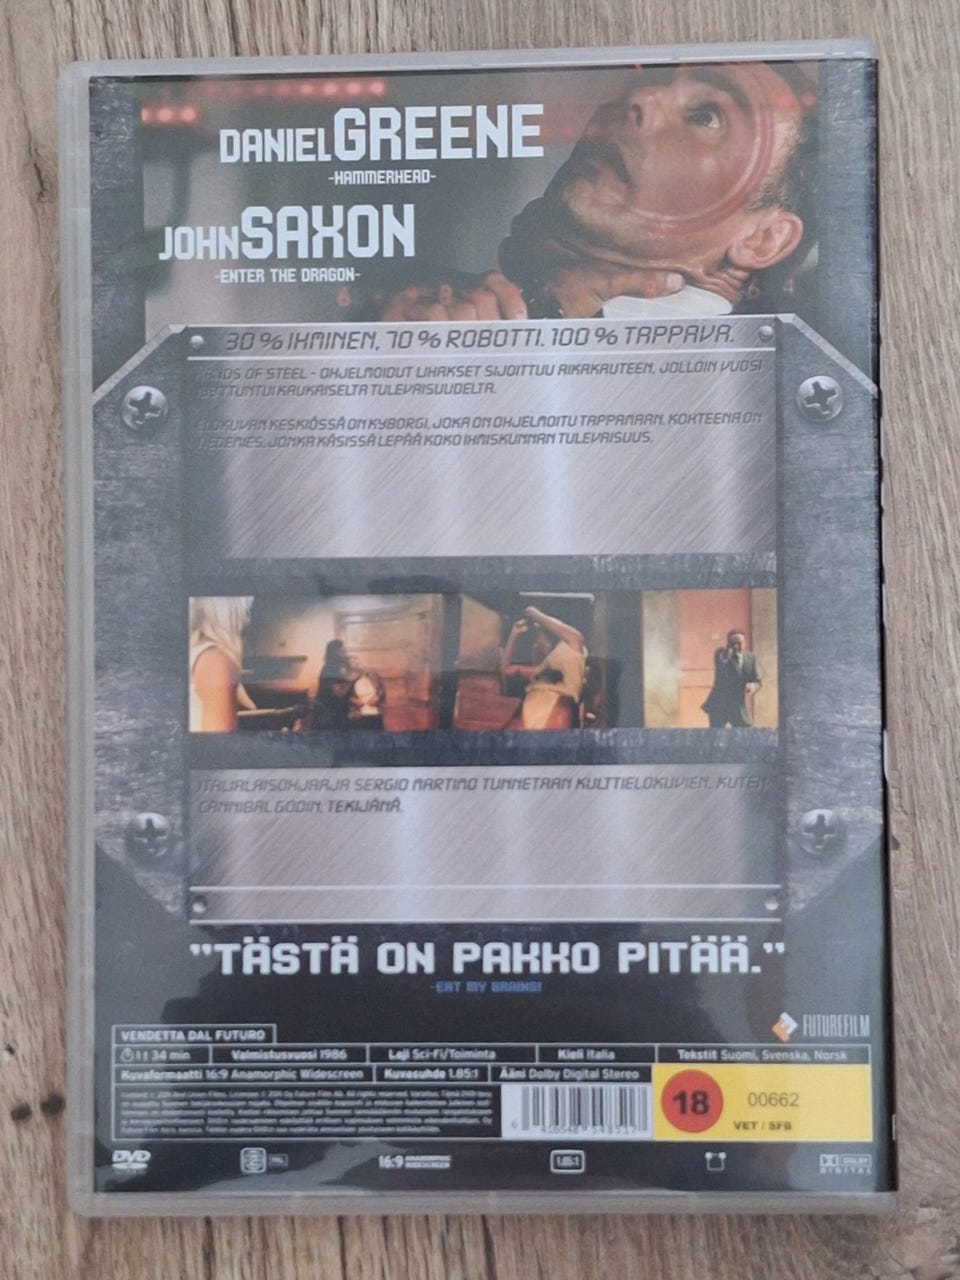 DANIEL GREENE
-HAMMERHEAD-
JOHN SAXON
-ENTER THE DRAGON-
30 % IHMINEN, 70 % ROBOTTI. 100 % TAPPAVA.
OF STEEL - OHJELMOIDUT LIHAKSET SIJOITTUU AIKAKAUTEEN, JOLLOIN VUOSI
TUNTUI KAUKAISELTA TULEVAISUUDELTA.
ELOKUVAN KESKIÖSSÄ ON KYBORGI, JOKA ON OHJELMOITU TAPPAMAAN. KOHTEENA ON
TIEDEMIES, JONKA KÄSISSÄ LEPÄÄ KOKO IHMISKUNNAN TULEVAISUUS.
ITALIALAISOHJAAJA SERGIO MARTINO TUNNETAAN KULTTIELOKUVIEN, KUTEN
CANNIBAL GODIN, TEKIJÄNÄ.
"TÄSTÄ ON PAKKO PITÄÄ."
-EAT MY BRAINS!
FUTUREFILM
VENDETTA DAL FUTURO
1 t 34 min Valmistusvuosi 1986 Laji Sci-Fi/Toiminta Kieli Italia Tekstit Suomi, Svenska, Norsk
Kuvaformaatti 16:9 Anamorphic Widescreen Kuvasuhde 1.85:1 Ääni Dolby Digital Stereo
18
00662
VET / SFB
DVD
PAL
16:9 ANAMORPHIC WIDESCREEN
1.85:1
DOLBY
DIGITAL